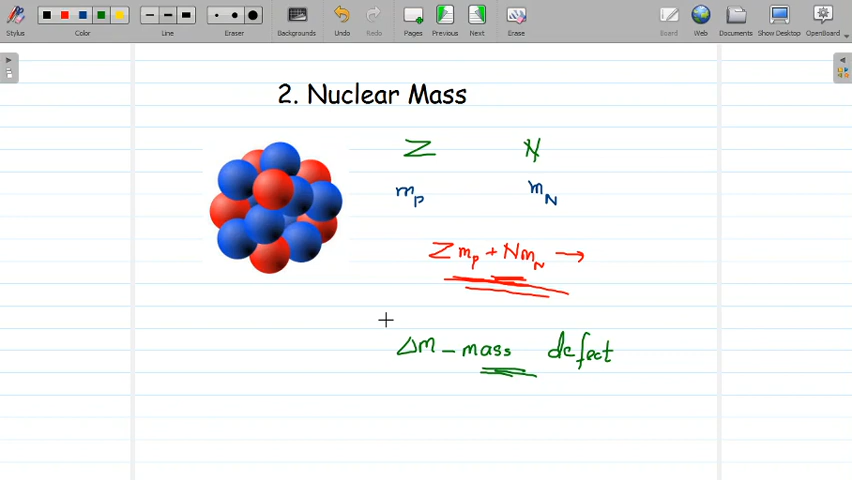 Stylus Color Line Eraser Backgrounds Undo Redo Pages Previous Next Erase Board Web Documents Show Desktop OpenBoard
2. Nuclear Mass
Z N
mp mN
Zmp + NmN →
Δm - mass defect